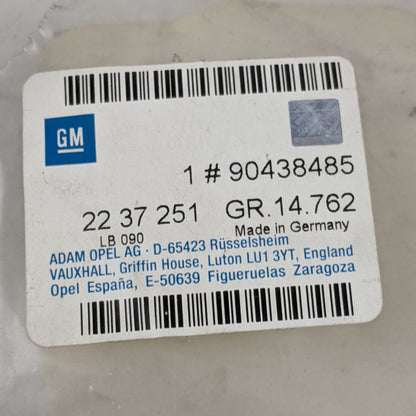 GM
1 # 90438485
22 37 251 GR.14.762
LB 090 Made in Germany
ADAM OPEL AG · D-65423 Rüsselsheim
VAUXHALL, Griffin House, Luton LU1 3YT, England
Opel España, E-50639 Figueruelas Zaragoza